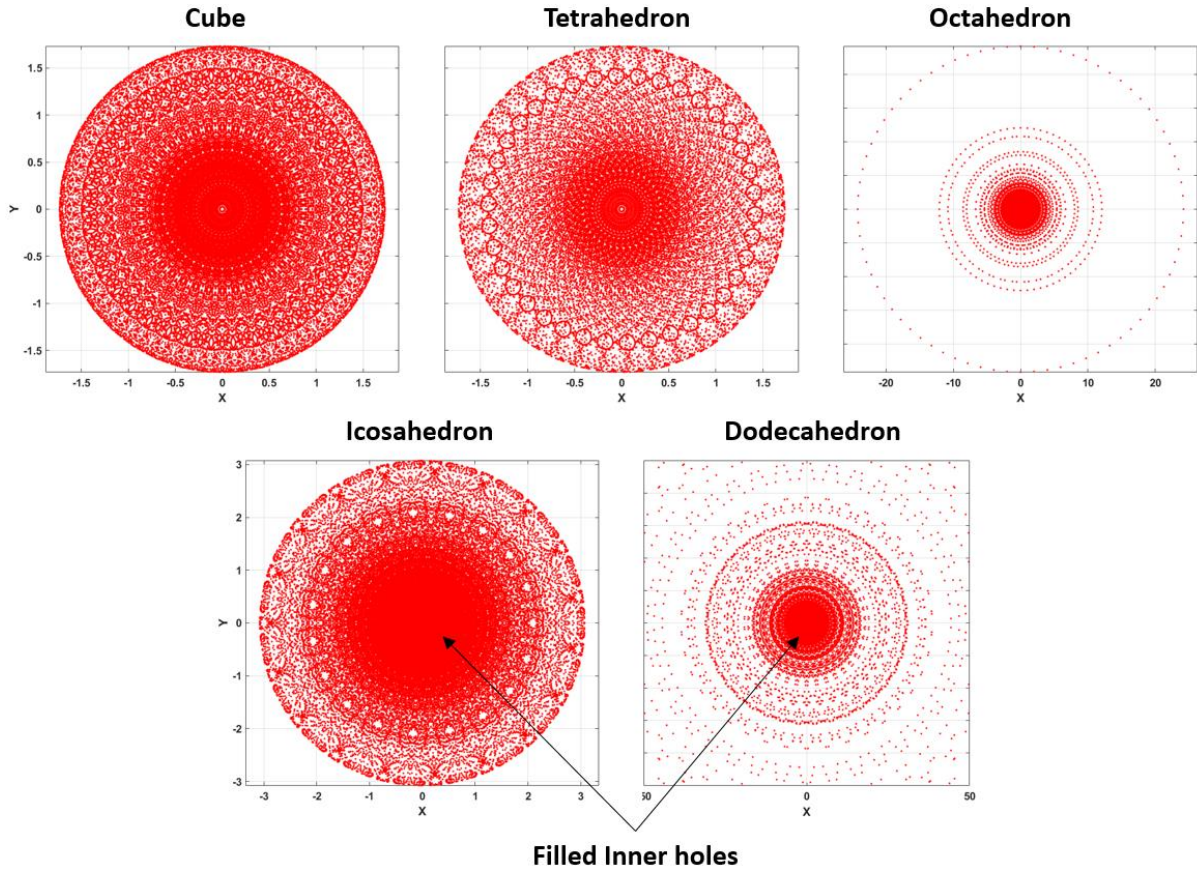 Cube Tetrahedron Octahedron
1.5
1
0.5
0
-0.5
-1
-1.5
Y
-1.5 -1 -0.5 0 0.5 1 1.5
X
-1.5 -1 -0.5 0 0.5 1 1.5
X
-20 -10 0 10 20
X
Icosahedron Dodecahedron
3
2
1
0
-1
-2
-3
Y
-3 -2 -1 0 1 2 3
X
50 0 50
X
Filled Inner holes